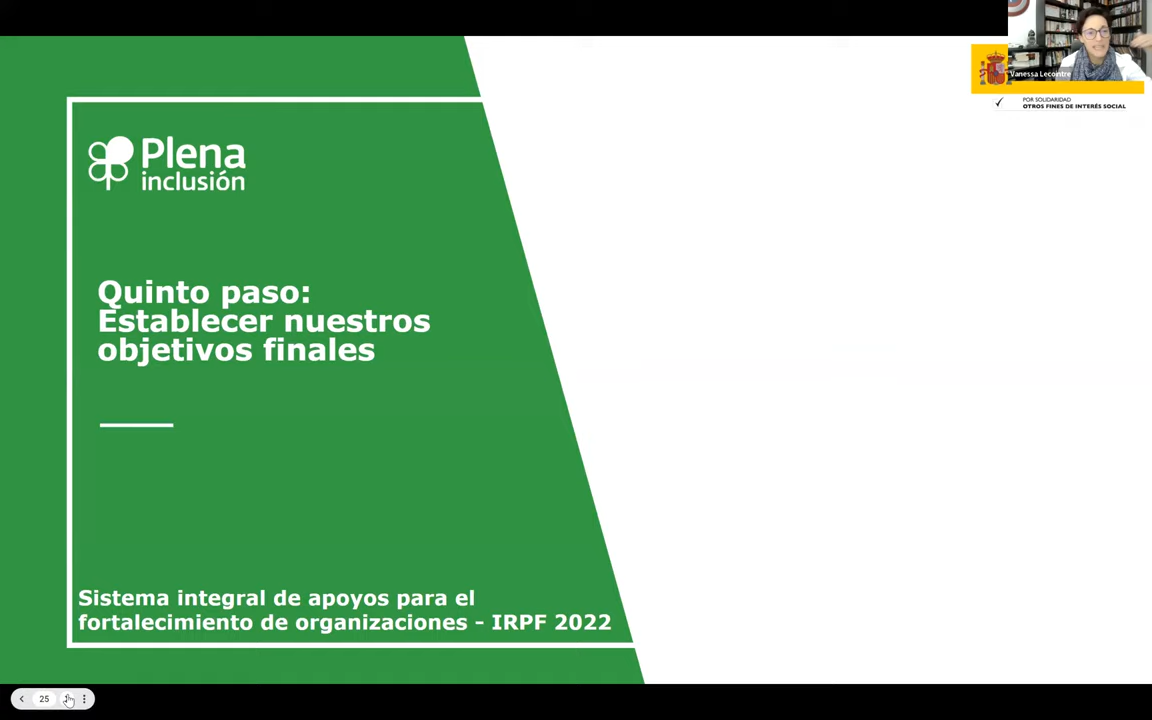 Vanessa Lecointre
POR SOLIDARIDAD
OTROS FINES DE INTERÉS SOCIAL
Plena
inclusión
Quinto paso:
Establecer nuestros
objetivos finales
Sistema integral de apoyos para el
fortalecimiento de organizaciones - IRPF 2022
25